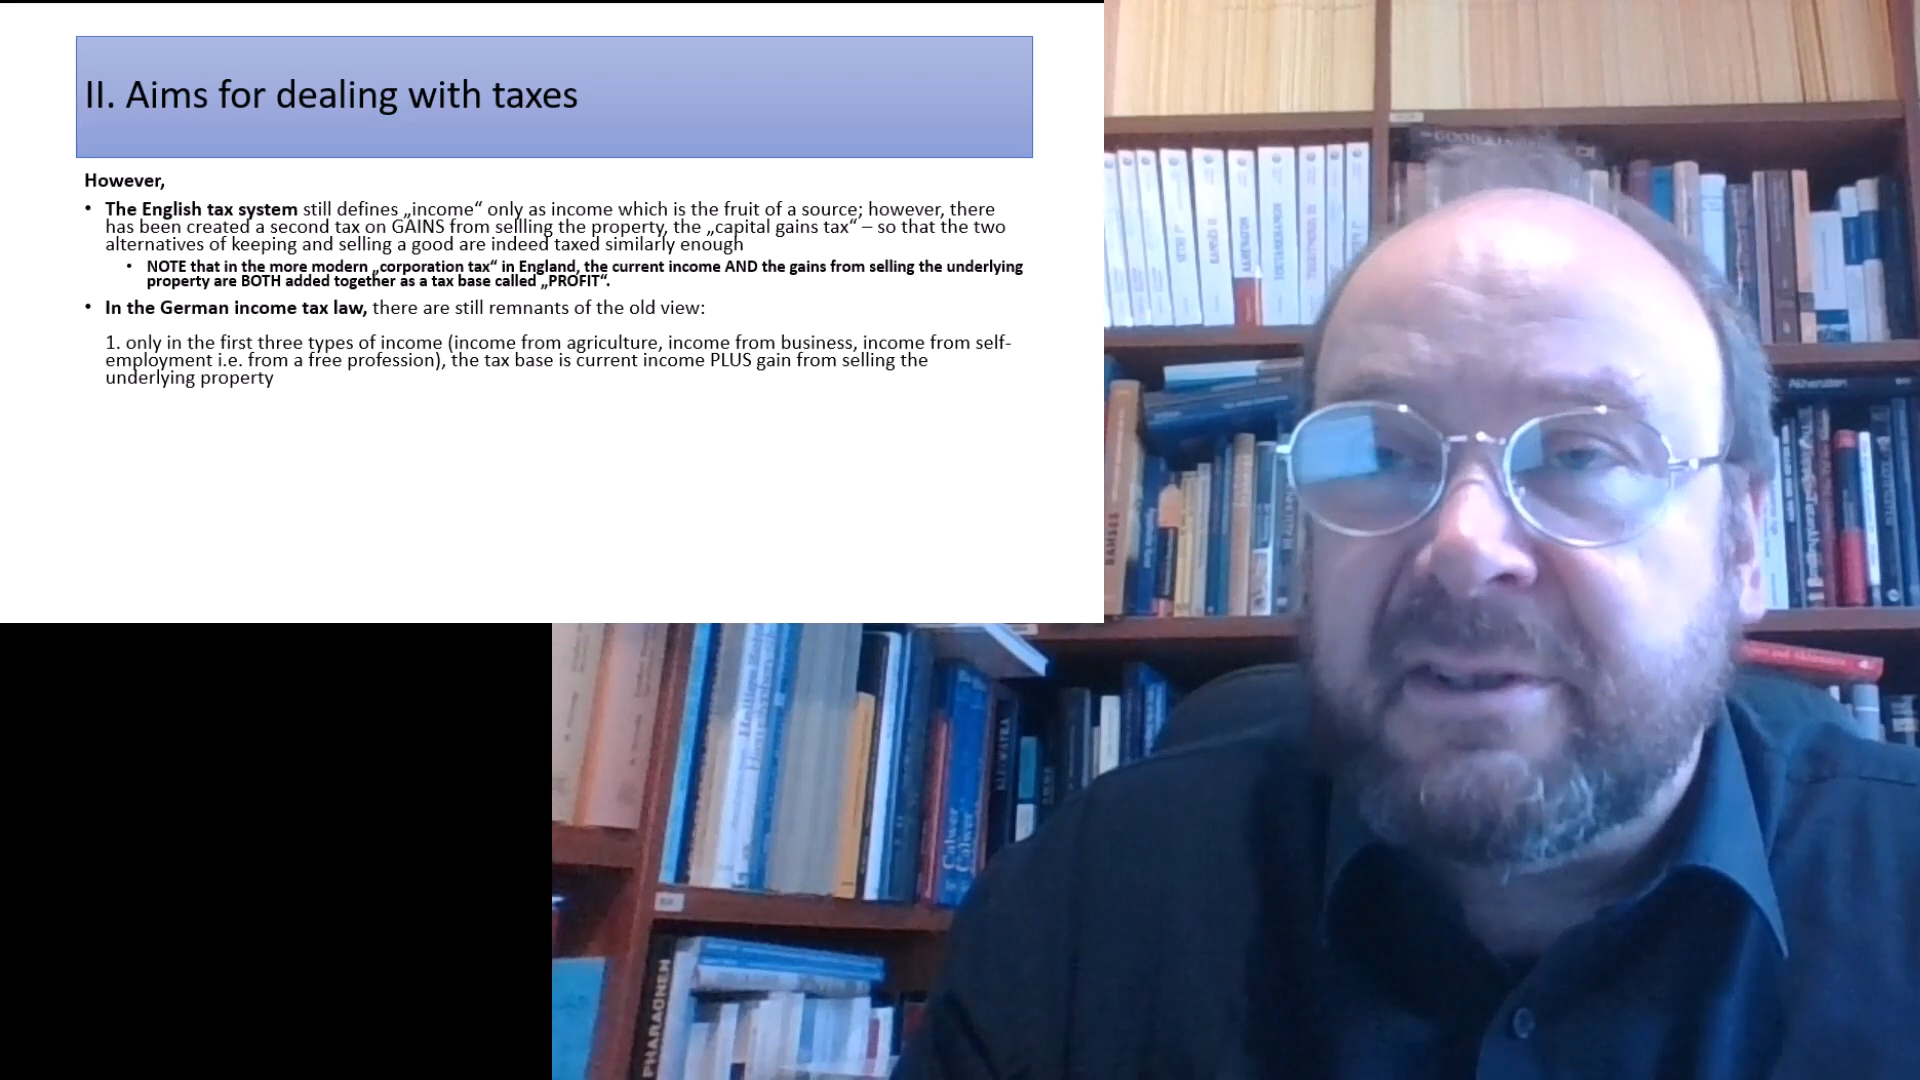 II. Aims for dealing with taxes
However,
• The English tax system still defines „income“ only as income which is the fruit of a source; however, there
has been created a second tax on GAINS from sellling the property, the „capital gains tax“ – so that the two
alternatives of keeping and selling a good are indeed taxed similarly enough
• NOTE that in the more modern „corporation tax“ in England, the current income AND the gains from selling the underlying
property are BOTH added together as a tax base called „PROFIT“.
• In the German income tax law, there are still remnants of the old view:
1. only in the first three types of income (income from agriculture, income from business, income from self-
employment i.e. from a free profession), the tax base is current income PLUS gain from selling the
underlying property
RAMSES
KLEOPATRA
Calwer
Calwer
PHARAONEN